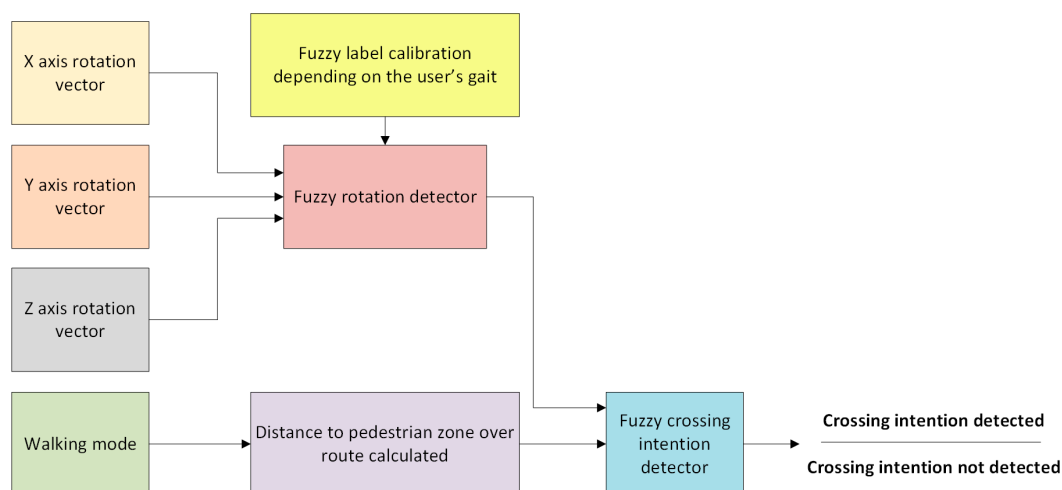 X axis rotation
vector
Fuzzy label calibration
depending on the user's gait
Y axis rotation
vector
Fuzzy rotation detector
Z axis rotation
vector
Walking mode
Distance to pedestrian zone over
route calculated
Fuzzy crossing
intention
detector
Crossing intention detected
Crossing intention not detected